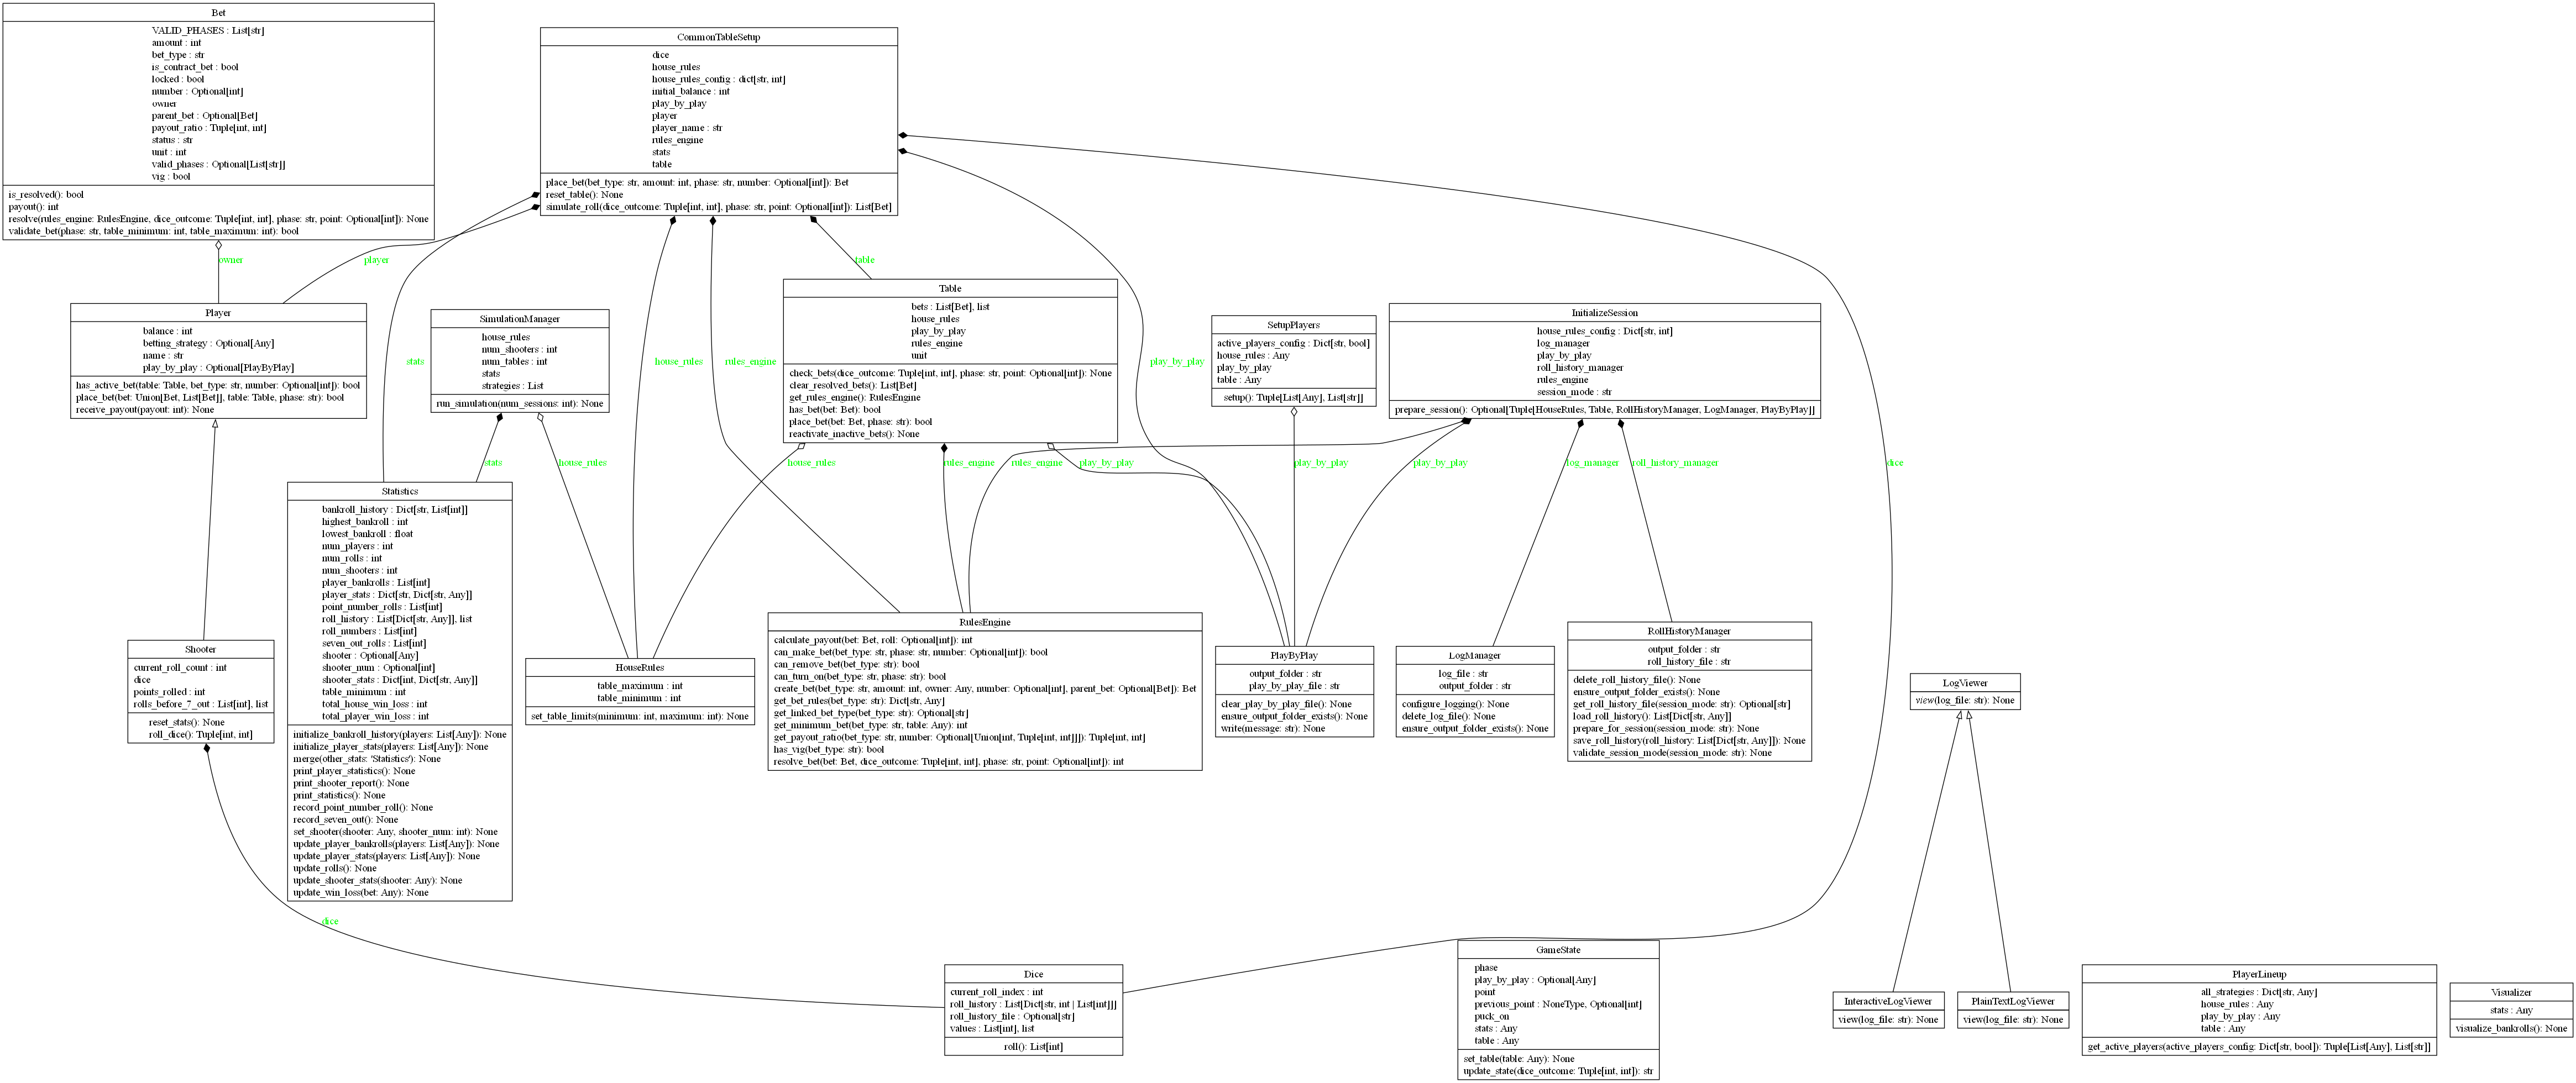 Bet
VALID_PHASES : List[str]
amount : int
bet_type : str
is_contract_bet : bool
locked : bool
number : Optional[int]
owner
parent_bet : Optional[Bet]
payout_ratio : Tuple[int, int]
status : str
unit : int
valid_phases : Optional[List[str]]
vig : bool
is_resolved(): bool
payout(): int
resolve(rules_engine: RulesEngine, dice_outcome: Tuple[int, int], phase: str, point: Optional[int]): None
validate_bet(phase: str, table_minimum: int, table_maximum: int): bool
CommonTableSetup
dice
house_rules
house_rules_config : dict[str, int]
initial_balance : int
play_by_play
player
player_name : str
rules_engine
stats
table
place_bet(bet_type: str, amount: int, phase: str, number: Optional[int]): Bet
reset_table(): None
simulate_roll(dice_outcome: Tuple[int, int], phase: str, point: Optional[int]): List[Bet]
owner
player
table
Player
balance : int
betting_strategy : Optional[Any]
name : str
play_by_play : Optional[PlayByPlay]
has_active_bet(table: Table, bet_type: str, number: Optional[int]): bool
place_bet(bet: Union[Bet, List[Bet]], table: Table, phase: str): bool
receive_payout(payout: int): None
stats
SimulationManager
house_rules
num_shooters : int
num_tables : int
stats
strategies : List
run_simulation(num_sessions: int): None
house_rules
rules_engine
Table
bets : List[Bet], list
house_rules
play_by_play
rules_engine
unit
check_bets(dice_outcome: Tuple[int, int], phase: str, point: Optional[int]): None
clear_resolved_bets(): List[Bet]
get_rules_engine(): RulesEngine
has_bet(bet: Bet): bool
place_bet(bet: Bet, phase: str): bool
reactivate_inactive_bets(): None
play_by_play
SetupPlayers
active_players_config : Dict[str, bool]
house_rules : Any
play_by_play
table : Any
setup(): Tuple[List[Any], List[str]]
InitializeSession
house_rules_config : Dict[str, int]
log_manager
play_by_play
roll_history_manager
rules_engine
session_mode : str
prepare_session(): Optional[Tuple[HouseRules, Table, RollHistoryManager, LogManager, PlayByPlay]]
stats
house_rules
house_rules
rules_engine
rules_engine
play_by_play
play_by_play
play_by_play
log_manager
roll_history_manager
dice
Statistics
bankroll_history : Dict[str, List[int]]
highest_bankroll : int
lowest_bankroll : float
num_players : int
num_rolls : int
num_shooters : int
player_bankrolls : List[int]
player_stats : Dict[str, Dict[str, Any]]
point_number_rolls : List[int]
roll_history : List[Dict[str, Any]], list
roll_numbers : List[int]
seven_out_rolls : List[int]
shooter : Optional[Any]
shooter_num : Optional[int]
shooter_stats : Dict[int, Dict[str, Any]]
table_minimum : int
total_house_win_loss : int
total_player_win_loss : int
initialize_bankroll_history(players: List[Any]): None
initialize_player_stats(players: List[Any]): None
merge(other_stats: 'Statistics'): None
print_player_statistics(): None
print_shooter_report(): None
print_statistics(): None
record_point_number_roll(): None
record_seven_out(): None
set_shooter(shooter: Any, shooter_num: int): None
update_player_bankrolls(players: List[Any]): None
update_player_stats(players: List[Any]): None
update_rolls(): None
update_shooter_stats(shooter: Any): None
update_win_loss(bet: Any): None
Shooter
current_roll_count : int
dice
points_rolled : int
rolls_before_7_out : List[int], list
reset_stats(): None
roll_dice(): Tuple[int, int]
HouseRules
table_maximum : int
table_minimum : int
set_table_limits(minimum: int, maximum: int): None
RulesEngine
calculate_payout(bet: Bet, roll: Optional[int]): int
can_make_bet(bet_type: str, phase: str, number: Optional[int]): bool
can_remove_bet(bet_type: str): bool
can_turn_on(bet_type: str, phase: str): bool
create_bet(bet_type: str, amount: int, owner: Any, number: Optional[int], parent_bet: Optional[Bet]): Bet
get_bet_rules(bet_type: str): Dict[str, Any]
get_linked_bet_type(bet_type: str): Optional[str]
get_minimum_bet(bet_type: str, table: Any): int
get_payout_ratio(bet_type: str, number: Optional[Union[int, Tuple[int, int]]]): Tuple[int, int]
has_vig(bet_type: str): bool
resolve_bet(bet: Bet, dice_outcome: Tuple[int, int], phase: str, point: Optional[int]): int
PlayByPlay
output_folder : str
play_by_play_file : str
clear_play_by_play_file(): None
ensure_output_folder_exists(): None
write(message: str): None
LogManager
log_file : str
output_folder : str
configure_logging(): None
delete_log_file(): None
ensure_output_folder_exists(): None
RollHistoryManager
output_folder : str
roll_history_file : str
delete_roll_history_file(): None
ensure_output_folder_exists(): None
get_roll_history_file(session_mode: str): Optional[str]
load_roll_history(): List[Dict[str, Any]]
prepare_for_session(session_mode: str): None
save_roll_history(roll_history: List[Dict[str, Any]]): None
validate_session_mode(session_mode: str): None
LogViewer
view(log_file: str): None
dice
Dice
current_roll_index : int
roll_history : List[Dict[str, int | List[int]]]
roll_history_file : Optional[str]
values : List[int], list
roll(): List[int]
GameState
phase
play_by_play : Optional[Any]
point
previous_point : NoneType, Optional[int]
puck_on
stats : Any
table : Any
set_table(table: Any): None
update_state(dice_outcome: Tuple[int, int]): str
InteractiveLogViewer
view(log_file: str): None
PlainTextLogViewer
view(log_file: str): None
PlayerLineup
all_strategies : Dict[str, Any]
house_rules : Any
play_by_play : Any
table : Any
get_active_players(active_players_config: Dict[str, bool]): Tuple[List[Any], List[str]]
Visualizer
stats : Any
visualize_bankrolls(): None